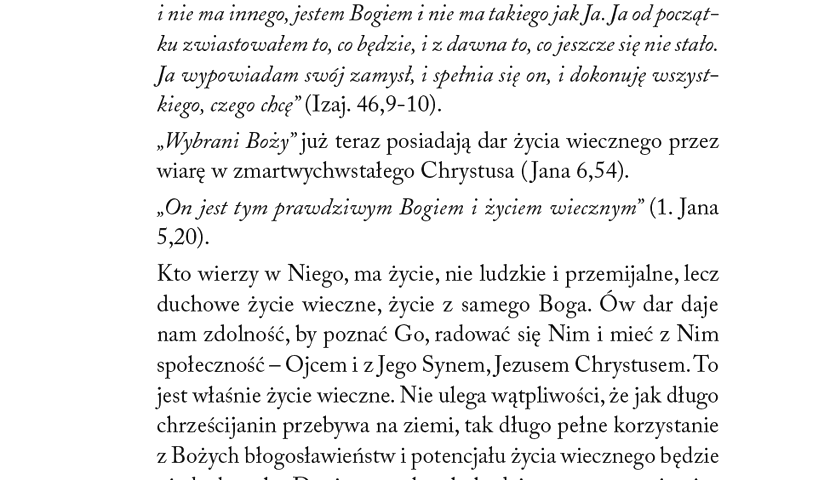 i nie ma innego, jestem Bogiem i nie ma takiego jak Ja. Ja od począt-
ku zwiastowałem to, co będzie, i z dawna to, co jeszcze się nie stało.
Ja wypowiadam swój zamysł, i spełnia się on, i dokonuję wszyst-
kiego, czego chcę” (Izaj. 46,9-10).
„Wybrani Boży” już teraz posiadają dar życia wiecznego przez
wiarę w zmartwychwstałego Chrystusa (Jana 6,54).
„On jest tym prawdziwym Bogiem i życiem wiecznym” (1. Jana
5,20).
Kto wierzy w Niego, ma życie, nie ludzkie i przemijalne, lecz
duchowe życie wieczne, życie z samego Boga. Ów dar daje
nam zdolność, by poznać Go, radować się Nim i mieć z Nim
społeczność – Ojcem i z Jego Synem, Jezusem Chrystusem. To
jest właśnie życie wieczne. Nie ulega wątpliwości, że jak długo
chrześcijanin przebywa na ziemi, tak długo pełne korzystanie
z Bożych błogosławieństw i potencjału życia wiecznego będzie